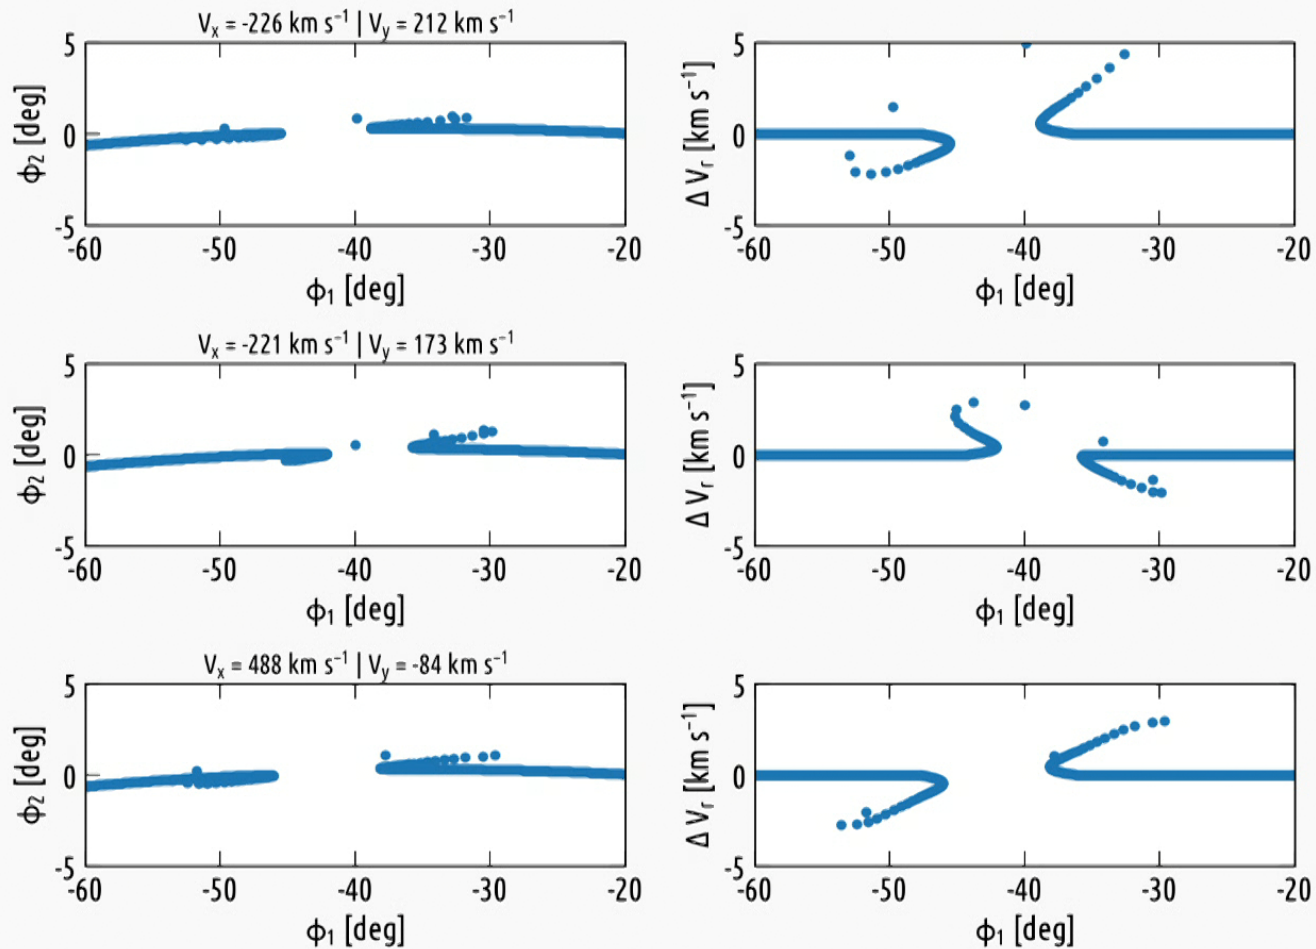 Vx = -226 km s⁻¹ | Vy = 212 km s⁻¹
5
0
-5
ϕ₂ [deg]
-60 -50 -40 -30 -20
ϕ₁ [deg]
5
0
-5
Δ Vr [km s⁻¹]
-60 -50 -40 -30 -20
ϕ₁ [deg]
Vx = -221 km s⁻¹ | Vy = 173 km s⁻¹
5
0
-5
ϕ₂ [deg]
-60 -50 -40 -30 -20
ϕ₁ [deg]
5
0
-5
Δ Vr [km s⁻¹]
-60 -50 -40 -30 -20
ϕ₁ [deg]
Vx = 488 km s⁻¹ | Vy = -84 km s⁻¹
5
0
-5
ϕ₂ [deg]
-60 -50 -40 -30 -20
ϕ₁ [deg]
5
0
-5
Δ Vr [km s⁻¹]
-60 -50 -40 -30 -20
ϕ₁ [deg]